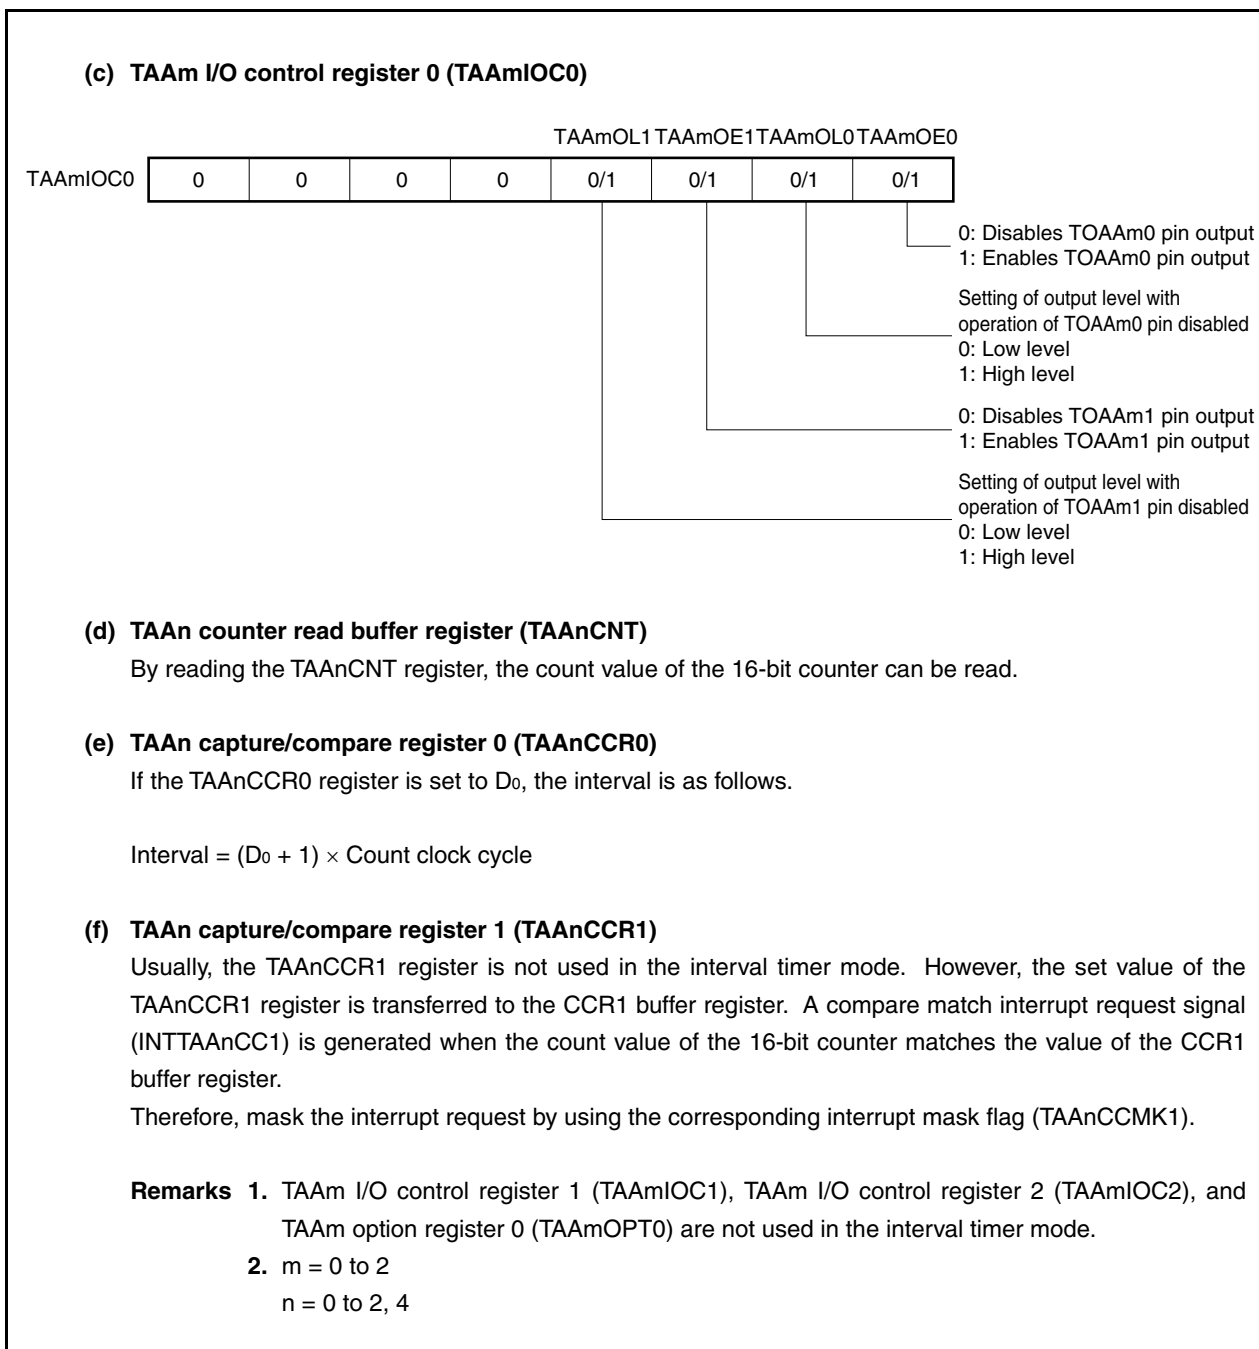 (c) TAAm I/O control register 0 (TAAmIOC0)
TAAmOL1 TAAmOE1 TAAmOL0 TAAmOE0
TAAmIOC0 0 0 0 0 0/1 0/1 0/1 0/1
0: Disables TOAAm0 pin output
1: Enables TOAAm0 pin output
Setting of output level with
operation of TOAAm0 pin disabled
0: Low level
1: High level
0: Disables TOAAm1 pin output
1: Enables TOAAm1 pin output
Setting of output level with
operation of TOAAm1 pin disabled
0: Low level
1: High level
(d) TAAn counter read buffer register (TAAnCNT)
By reading the TAAnCNT register, the count value of the 16-bit counter can be read.
(e) TAAn capture/compare register 0 (TAAnCCR0)
If the TAAnCCR0 register is set to D0, the interval is as follows.
Interval = (D0 + 1) × Count clock cycle
(f) TAAn capture/compare register 1 (TAAnCCR1)
Usually, the TAAnCCR1 register is not used in the interval timer mode. However, the set value of the
TAAnCCR1 register is transferred to the CCR1 buffer register. A compare match interrupt request signal
(INTTAAnCC1) is generated when the count value of the 16-bit counter matches the value of the CCR1
buffer register.
Therefore, mask the interrupt request by using the corresponding interrupt mask flag (TAAnCCMK1).
Remarks 1. TAAm I/O control register 1 (TAAmIOC1), TAAm I/O control register 2 (TAAmIOC2), and
TAAm option register 0 (TAAmOPT0) are not used in the interval timer mode.
2. m = 0 to 2
n = 0 to 2, 4